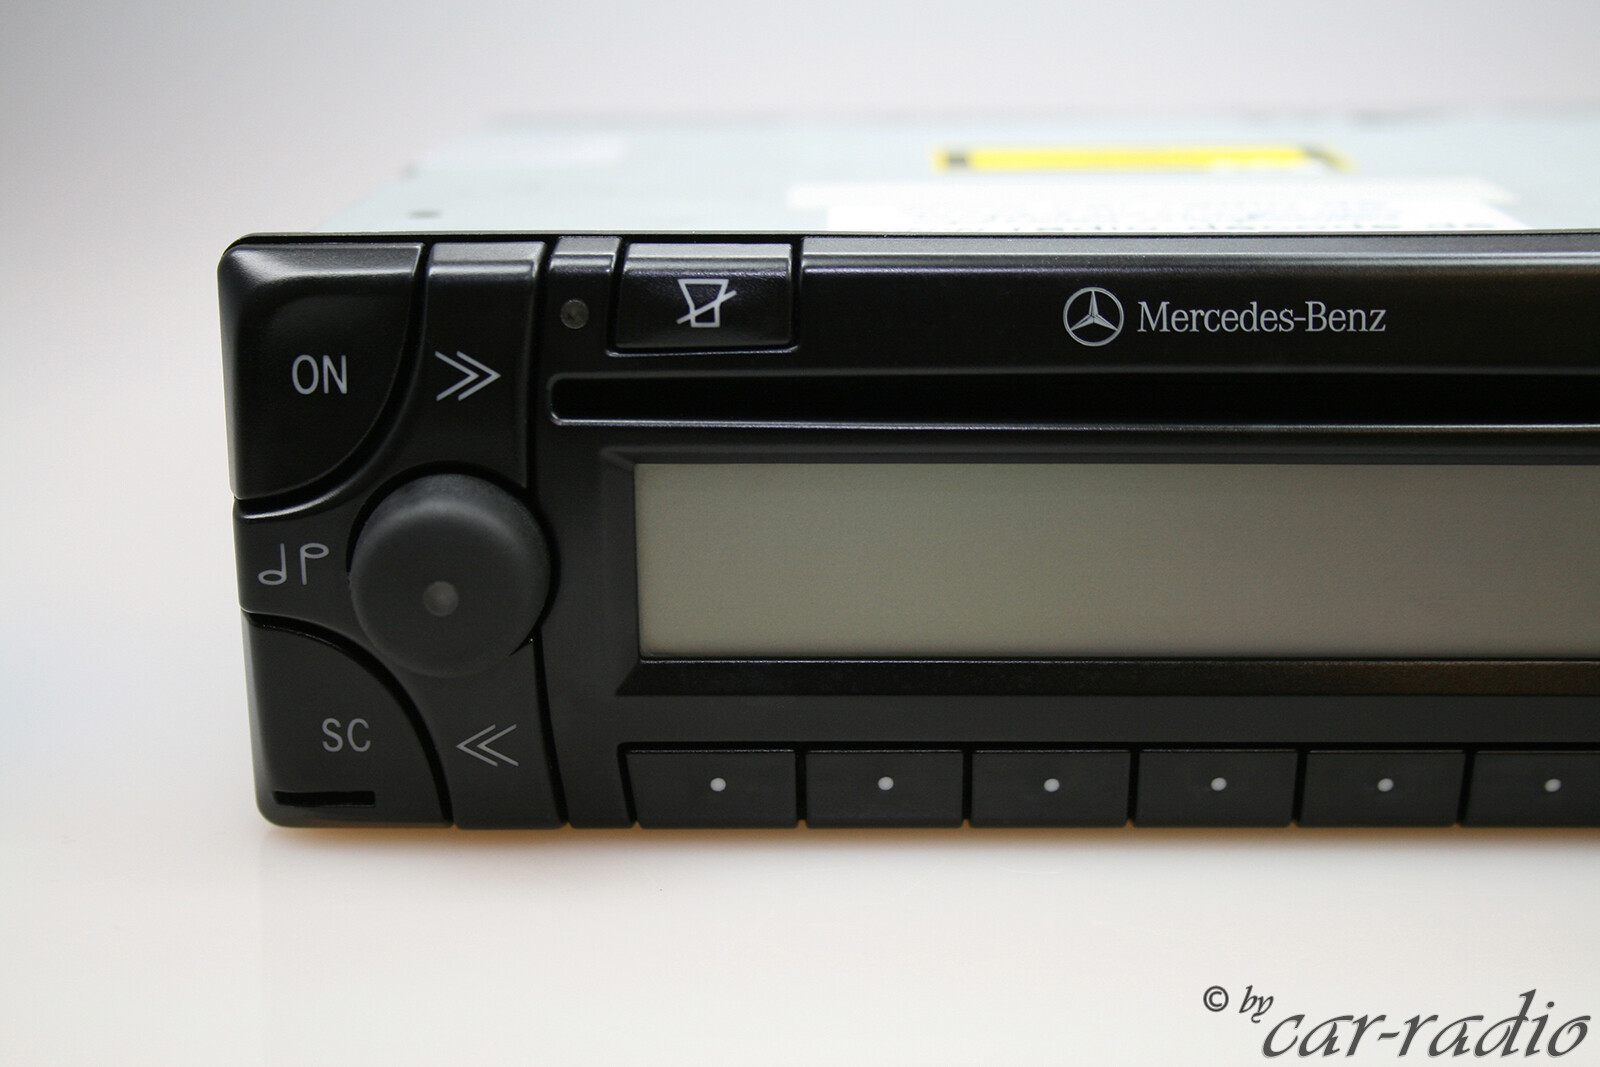 Mercedes-Benz
ON
SC
© by
car-radio